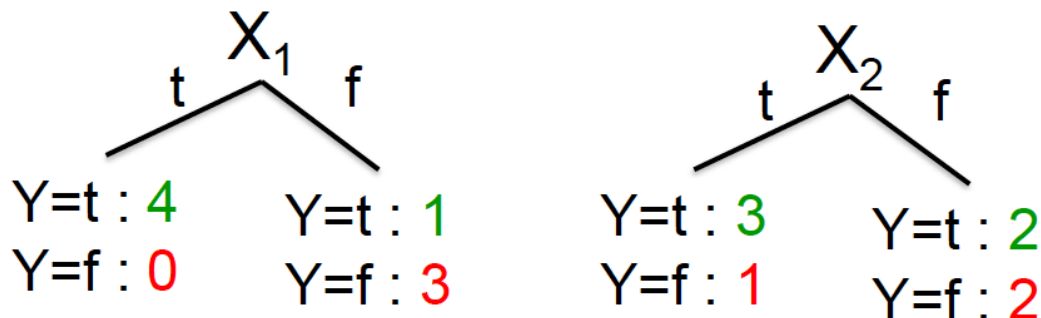 X₁
t f
Y=t : 4
Y=f : 0
Y=t : 1
Y=f : 3
X₂
t f
Y=t : 3
Y=f : 1
Y=t : 2
Y=f : 2